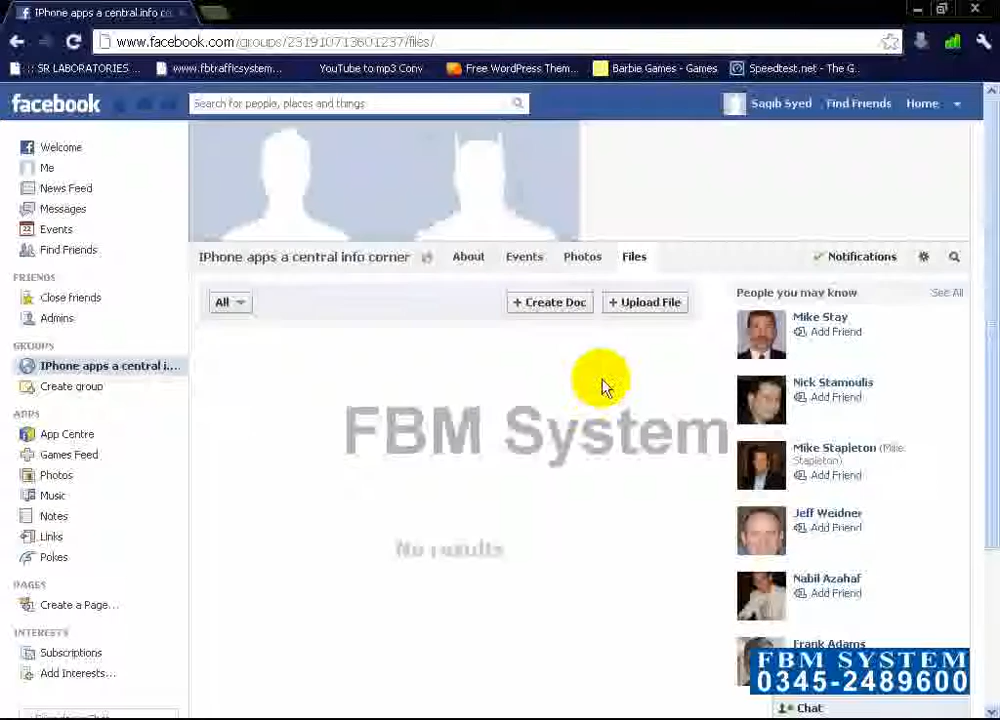 IPhone apps a central info co
www.facebook.com/groups/231910713601237/files/
:: SR LABORATORIES ...
www.fbtrafficsystem...
YouTube to mp3 Conv
Free WordPress Them...
Barbie Games - Games
Speedtest.net - The G..
facebook
Search for people, places and things
Saqib Syed
Find Friends
Home
Welcome
Me
News Feed
Messages
Events
Find Friends
FRIENDS
Close friends
Admins
GROUPS
IPhone apps a central i....
Create group
APPS
App Centre
Games Feed
Photos
Music
Notes
Links
Pokes
PAGES
Create a Page...
INTERESTS
Subscriptions
Add Interests...
IPhone apps a central info corner
About
Events
Photos
Files
Notifications
All
+ Create Doc
+ Upload File
FBM System
No results
People you may know
See All
Mike Stay
Add Friend
Nick Stamoulis
Add Friend
Mike Stapleton (Mike
Stapleton)
Add Friend
Jeff Weidner
Add Friend
Nabil Azahaf
Add Friend
Frank Adams
FBM SYSTEM
0345-2489600
Chat